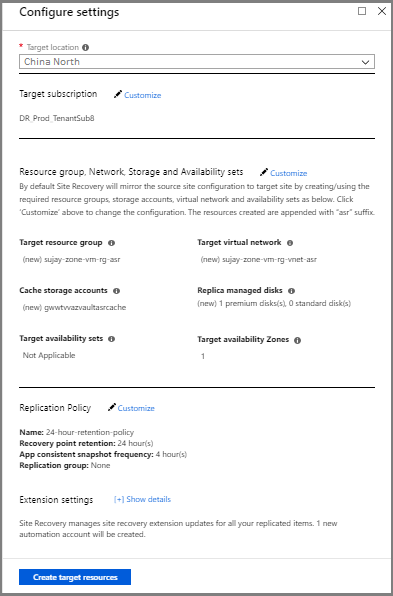 Configure settings
* Target location
China North
Target subscription Customize
DR_Prod_TenantSub8
Resource group, Network, Storage and Availability sets Customize
By default Site Recovery will mirror the source site configuration to target site by creating/using the
required resource groups, storage accounts, virtual network and availability sets as below. Click
'Customize' above to change the configuration. The resources created are appended with "asr" suffix.
Target resource group Target virtual network
(new) sujay-zone-vm-rg-asr (new) sujay-zone-vm-rg-vnet-asr
Cache storage accounts Replica managed disks
(new) gwwtvvazvaultasrcache (new) 1 premium disks(s), 0 standard disk(s)
Target availability sets Target availability Zones
Not Applicable 1
Replication Policy Customize
Name: 24-hour-retention-policy
Recovery point retention: 24 hour(s)
App consistent snapshot frequency: 4 hour(s)
Replication group: None
Extension settings [+] Show details
Site Recovery manages site recovery extension updates for all your replicated items. 1 new
automation account will be created.
Create target resources